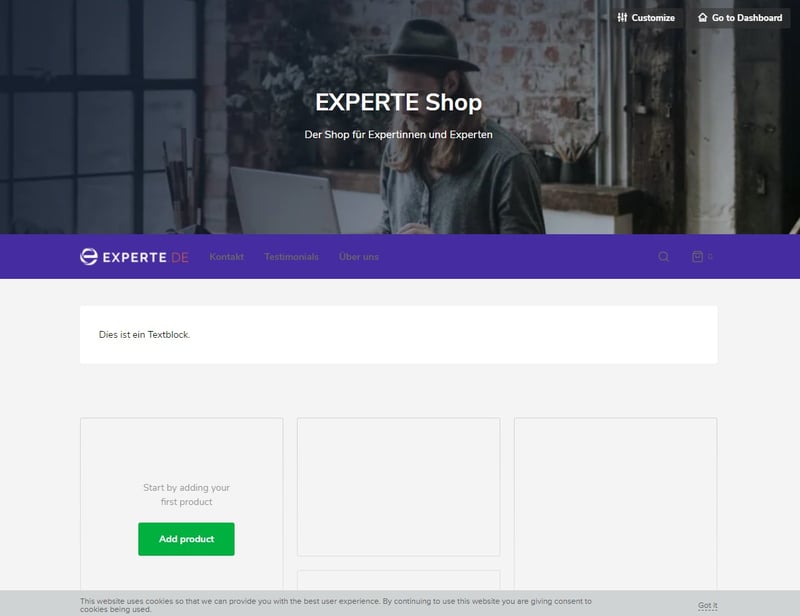 Customize
Go to Dashboard
EXPERTE Shop
Der Shop für Expertinnen und Experten
EXPERTE.DE
Kontakt
Testimonials
Über uns
0
Dies ist ein Textblock.
Start by adding your
first product
Add product
This website uses cookies so that we can provide you with the best user experience. By continuing to use this website you are giving consent to
cookies being used.
Got it